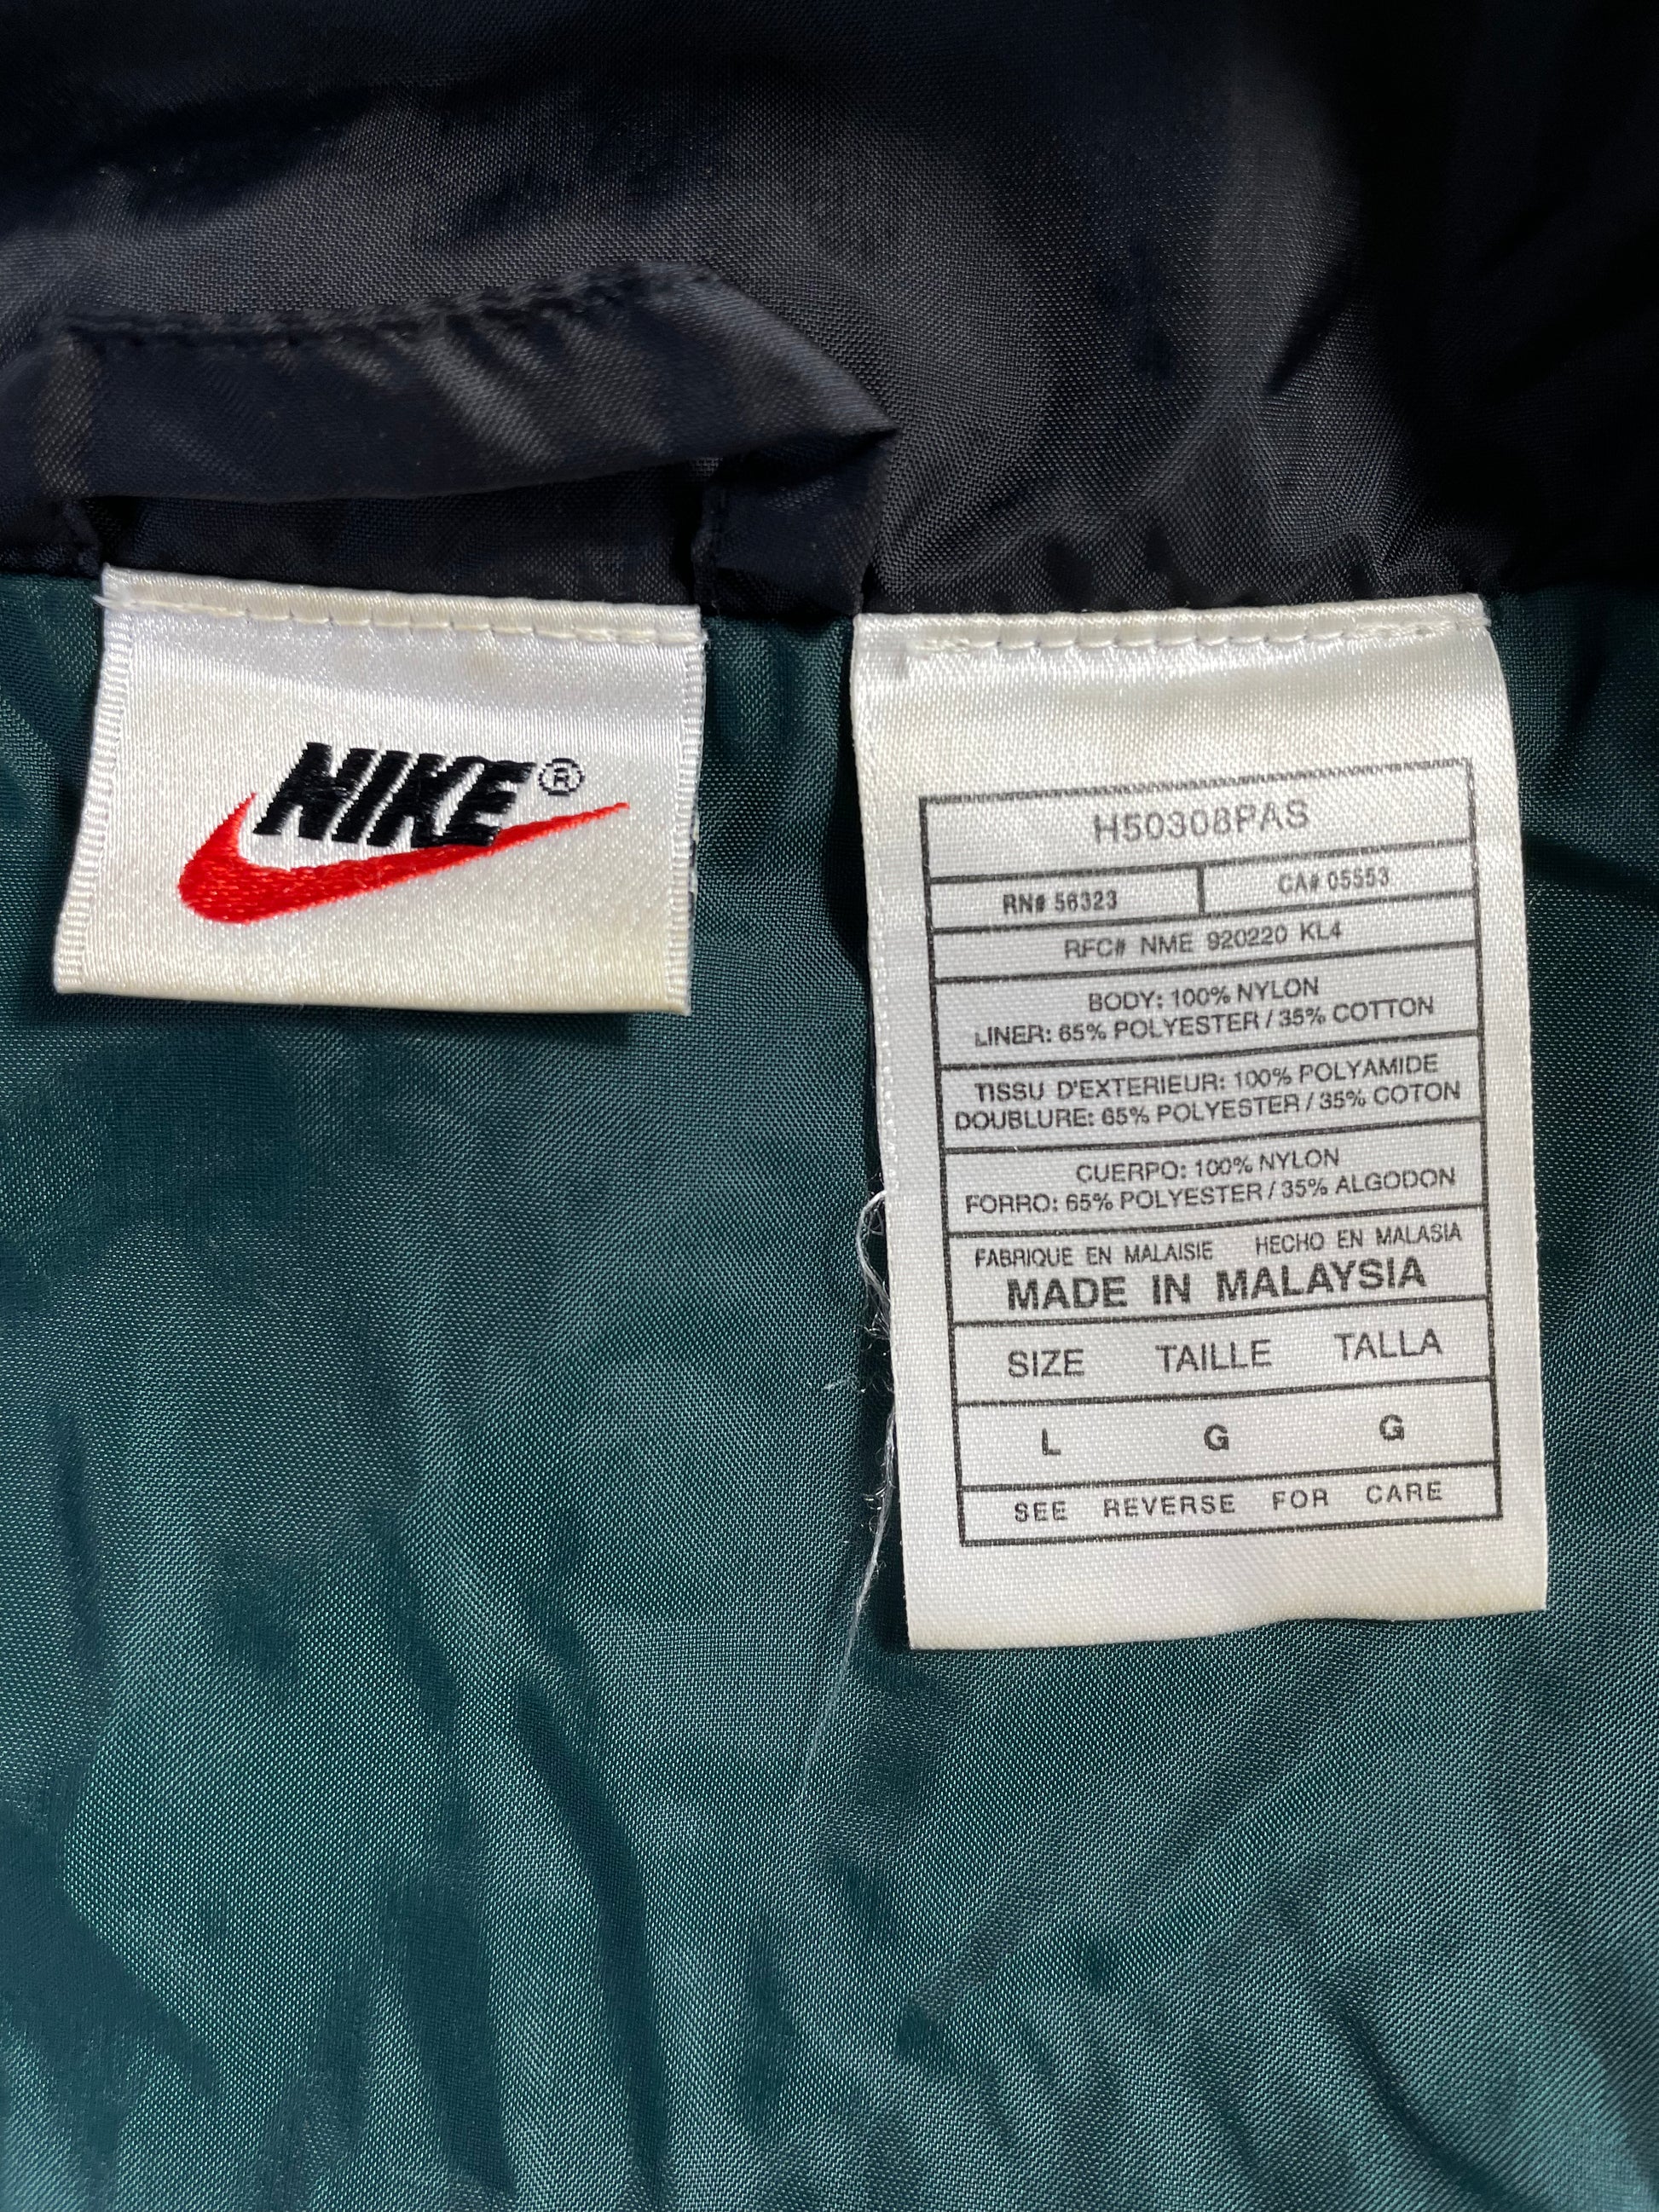 NIKE®
H50308PAS
RN# 56323 CA# 05553
RFC# NME 920220 KL4
BODY: 100% NYLON
LINER: 65% POLYESTER / 35% COTTON
TISSU D'EXTERIEUR: 100% POLYAMIDE
DOUBLURE: 65% POLYESTER / 35% COTON
CUERPO: 100% NYLON
FORRO: 65% POLYESTER / 35% ALGODON
FABRIQUE EN MALAISIE HECHO EN MALASIA
MADE IN MALAYSIA
SIZE TAILLE TALLA
L G G
SEE REVERSE FOR CARE